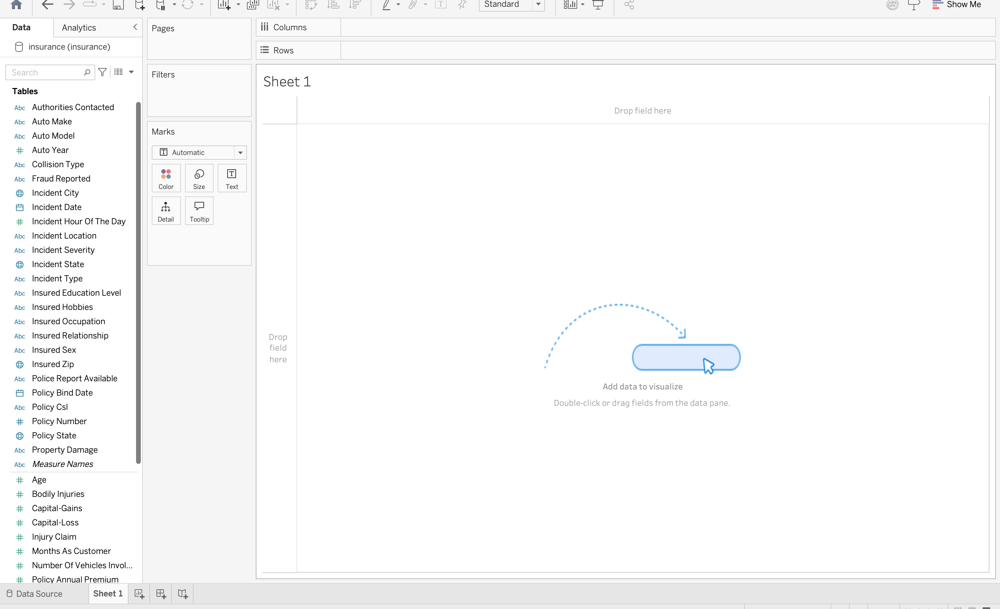 Standard
Show Me
Data
Analytics
insurance (insurance)
Search
Tables
Abc Authorities Contacted
Abc Auto Make
Abc Auto Model
# Auto Year
Abc Collision Type
Abc Fraud Reported
Incident City
Incident Date
# Incident Hour Of The Day
Abc Incident Location
Abc Incident Severity
Incident State
Abc Incident Type
Abc Insured Education Level
Abc Insured Hobbies
Abc Insured Occupation
Abc Insured Relationship
Abc Insured Sex
Insured Zip
Abc Police Report Available
Policy Bind Date
Abc Policy Csl
# Policy Number
Policy State
Abc Property Damage
Abc Measure Names
# Age
# Bodily Injuries
# Capital-Gains
# Capital-Loss
# Injury Claim
# Months As Customer
# Number Of Vehicles Invol...
# Policy Annual Premium
Pages
Filters
Marks
T Automatic
Color
Size
T
Text
Detail
Tooltip
Columns
Rows
Sheet 1
Drop field here
Drop
field
here
Add data to visualize
Double-click or drag fields from the data pane.
Data Source
Sheet 1